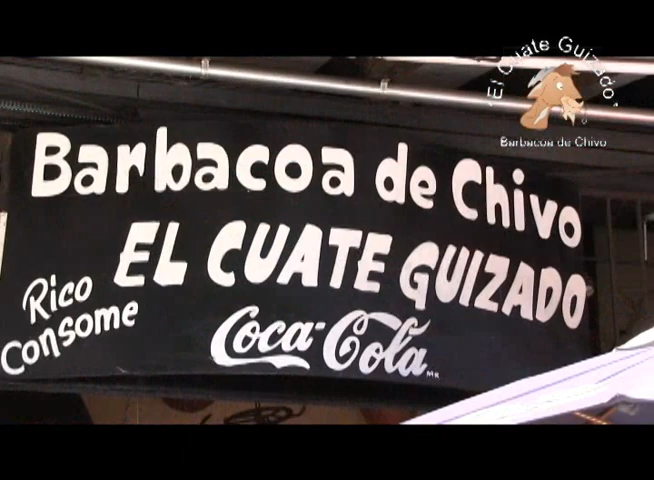 "El Cuate Guizado"
Barbacoa de Chivo
Barbacoa de Chivo
EL CUATE GUIZADO
Rico
Consome
Coca-Cola MR